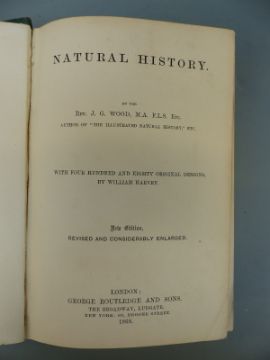 NATURAL HISTORY.
BY THE
REV. J. G. WOOD, M.A. F.L.S. ETC.
AUTHOR OF "THE ILLUSTRATED NATURAL HISTORY," ETC.
WITH FOUR HUNDRED AND EIGHTY ORIGINAL DESIGNS,
BY WILLIAM HARVEY.
New Edition,
REVISED AND CONSIDERABLY ENLARGED.
LONDON:
GEORGE ROUTLEDGE AND SONS.
THE BROADWAY, LUDGATE.
NEW YORK: BROOME STREET.